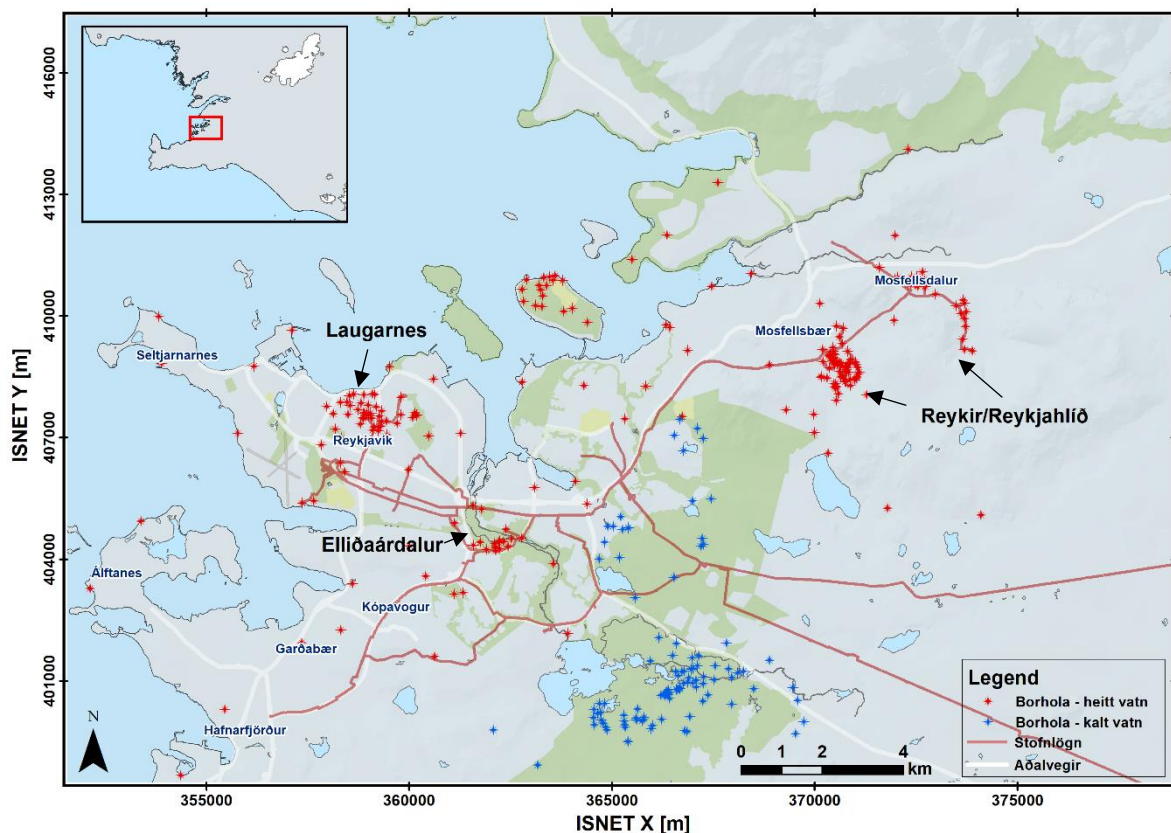 416000
413000
410000
407000
404000
401000
ISNET Y [m]
Mosfellsdalur
Mosfellsbær
Laugarnes
Seltjarnarnes
Reykir/Reykjahlíð
Reykjavík
Elliðaárdalur
Álftanes
Kópavogur
Garðabær
Hafnarfjörður
N
0 1 2 4
km
Legend
Borhola - heitt vatn
Borhola - kalt vatn
Stofnlögn
Aðalvegir
355000 360000 365000 370000 375000
ISNET X [m]